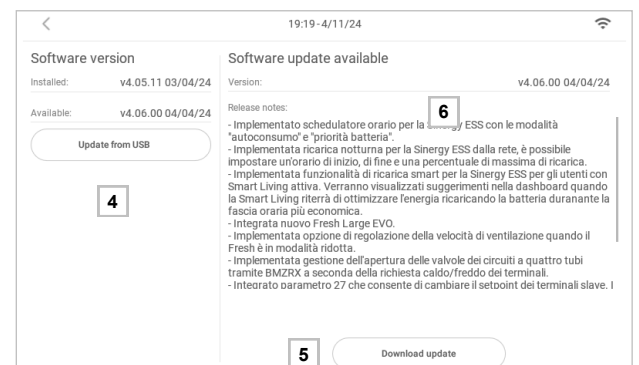 19:19-4/11/24
Software version
Installed: v4.05.11 03/04/24
Available: v4.06.00 04/04/24
Update from USB
4
Software update available
Version: v4.06.00 04/04/24
Release notes:
6
- Implementato schedulatore orario per la Sinergy ESS con le modalità
"autoconsumo" e "priorità batteria".
- Implementata ricarica notturna per la Sinergy ESS dalla rete, è possibile
impostare un'orario di inizio, di fine e una percentuale di massima di ricarica.
- Implementata funzionalità di ricarica smart per la Sinergy ESS per gli utenti con
Smart Living attiva. Verranno visualizzati suggerimenti nella dashboard quando
la Smart Living riterrà di ottimizzare l'energia ricaricando la batteria duranante la
fascia oraria più economica.
- Integrata nuovo Fresh Large EVO.
- Implementata opzione di regolazione della velocità di ventilazione quando il
Fresh è in modalità ridotta.
- Implementata gestione dell'apertura delle valvole dei circuiti a quattro tubi
tramite BMZRX a seconda della richiesta caldo/freddo dei terminali.
- Integrato parametro 27 che consente di cambiare il setpoint dei terminali slave. I
5
Download update